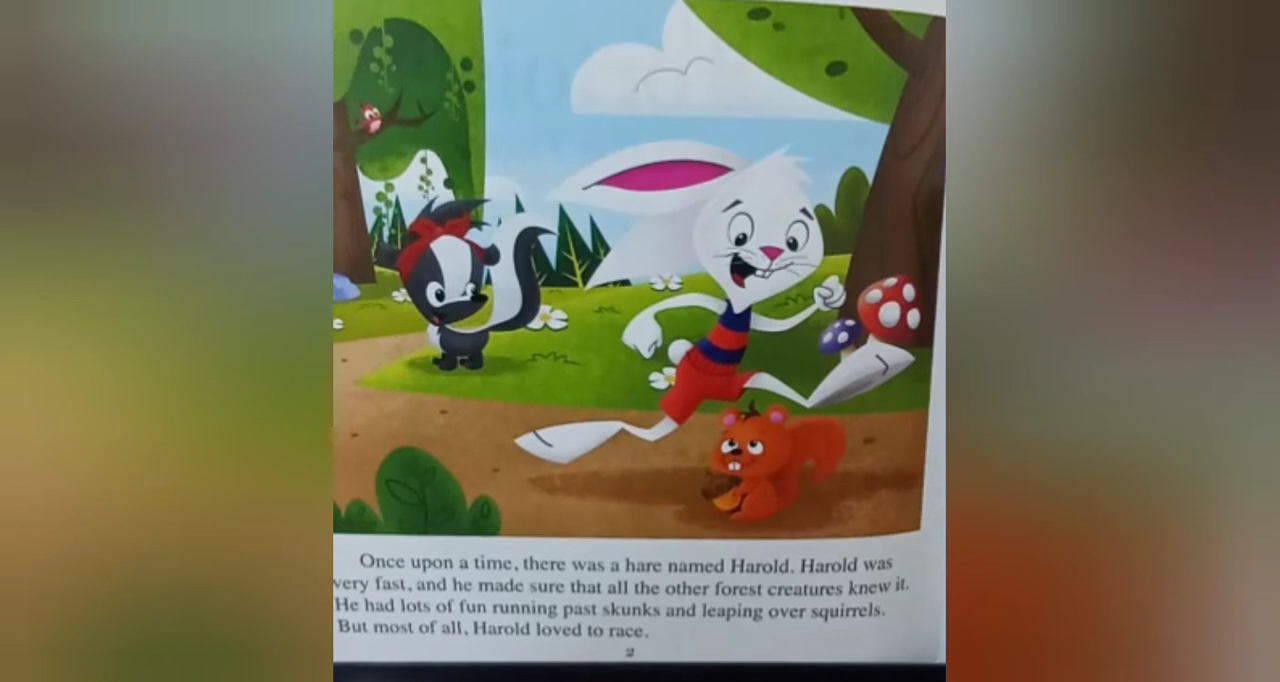 Once upon a time, there was a hare named Harold. Harold was
very fast, and he made sure that all the other forest creatures knew it.
He had lots of fun running past skunks and leaping over squirrels.
But most of all, Harold loved to race.
2